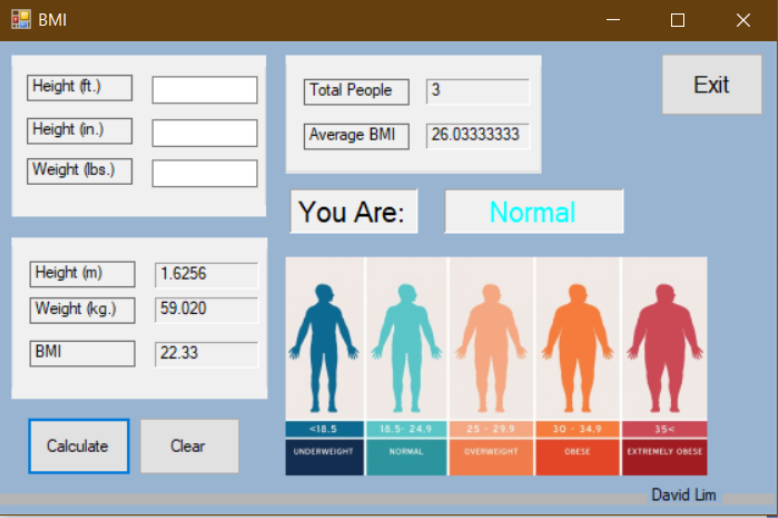 BMI
Height (ft.)
Height (in.)
Weight (lbs.)
Total People 3
Average BMI 26.03333333
Exit
You Are: Normal
Height (m) 1.6256
Weight (kg.) 59.020
BMI 22.33
Calculate Clear
<18.5 18.5- 24.9 25 - 29.9 30 - 34.9 35<
UNDERWEIGHT NORMAL OVERWEIGHT OBESE EXTREMELY OBESE
David Lim